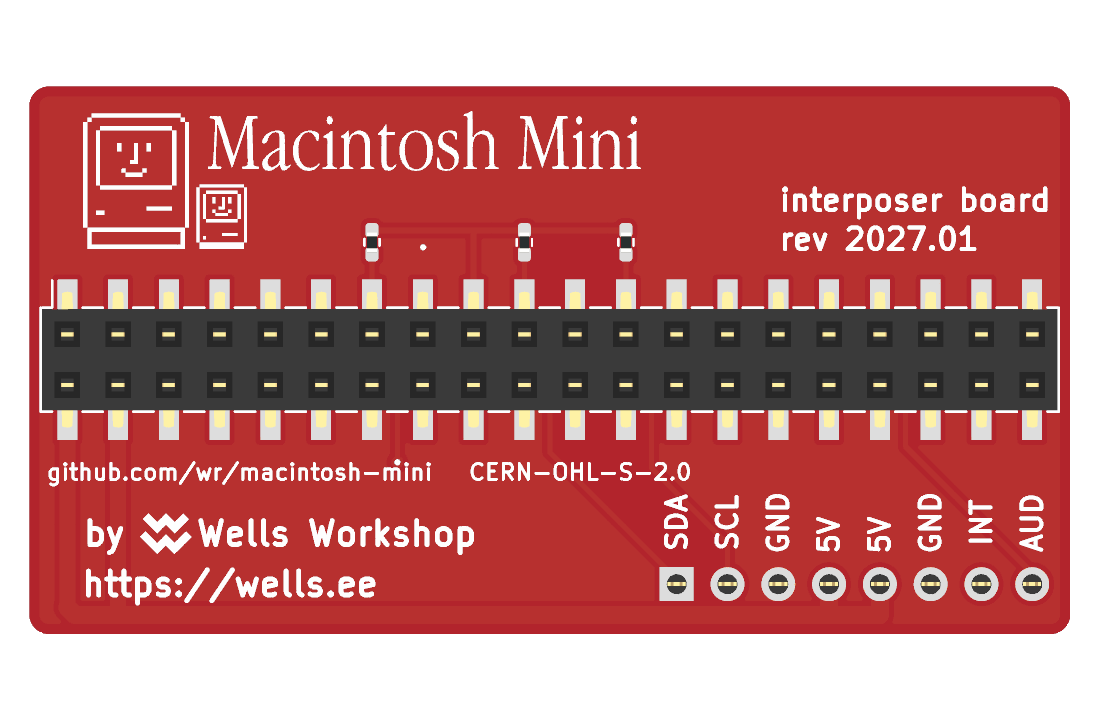 Macintosh Mini
interposer board
rev 2027.01
github.com/wr/macintosh-mini
CERN-OHL-S-2.0
by Wells Workshop
https://wells.ee
SDA
SCL
GND
5V
5V
GND
INT
AUD